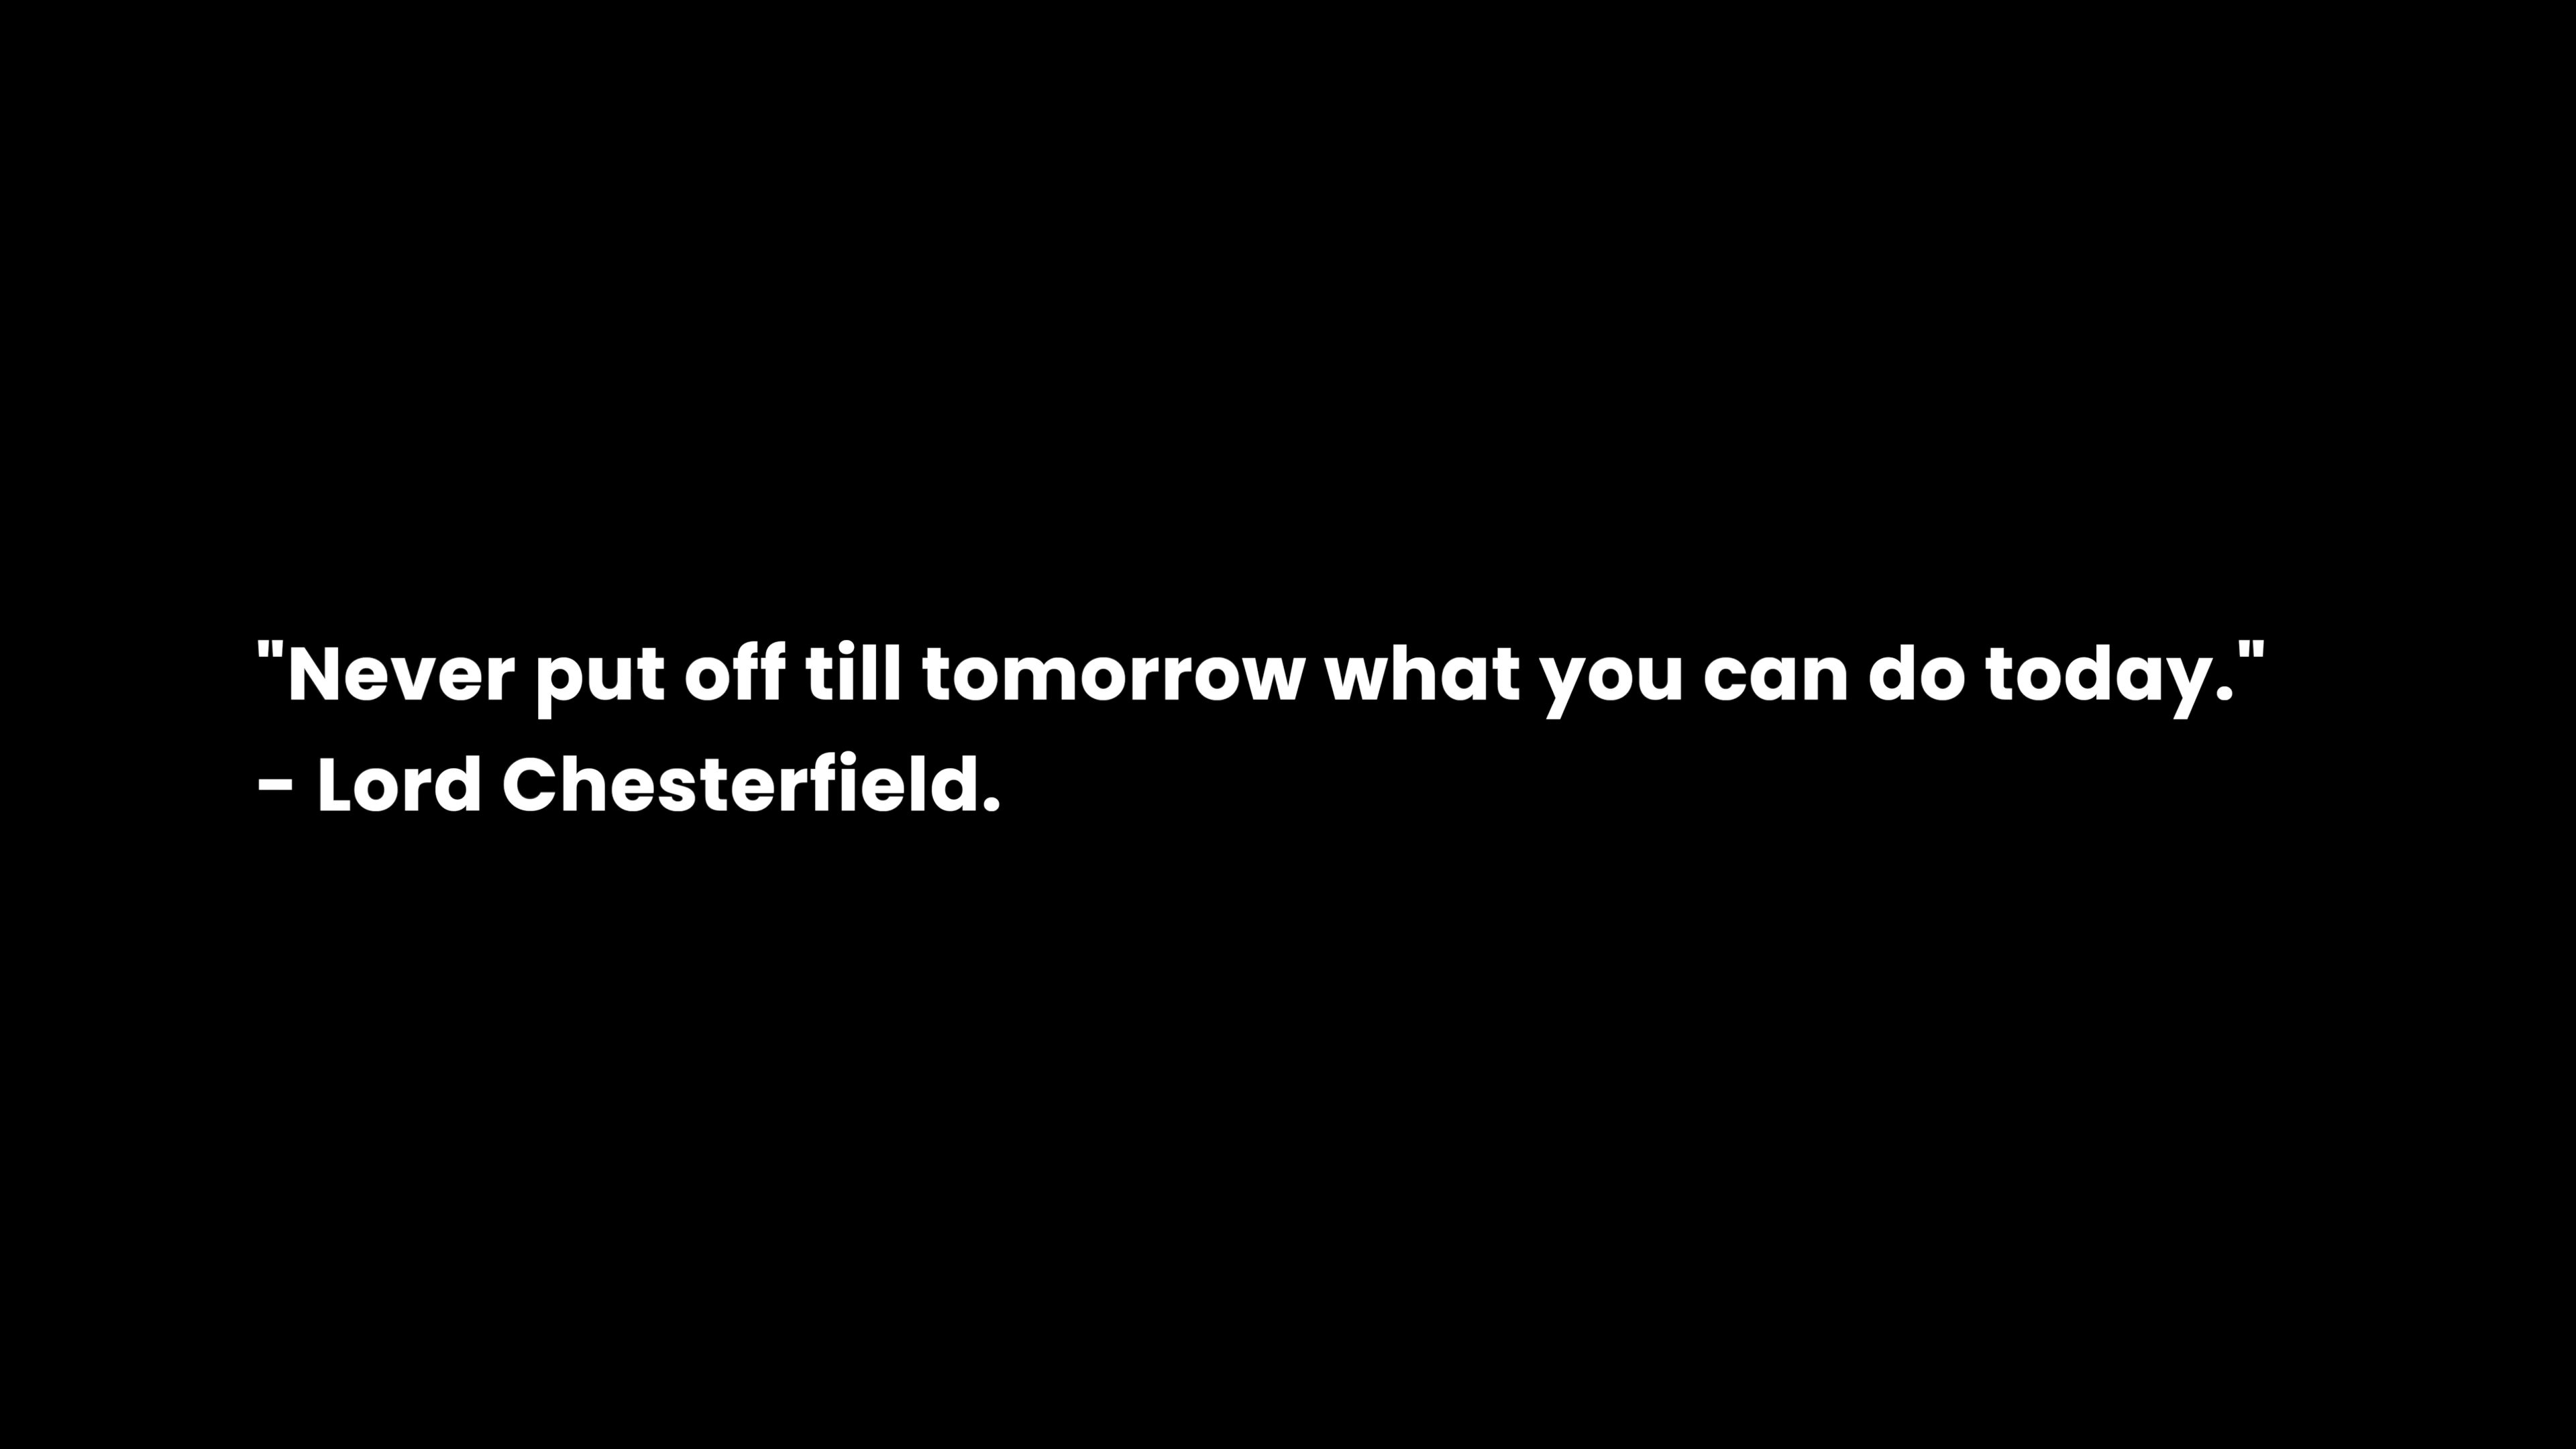 "Never put off till tomorrow what you can do today."
- Lord Chesterfield.